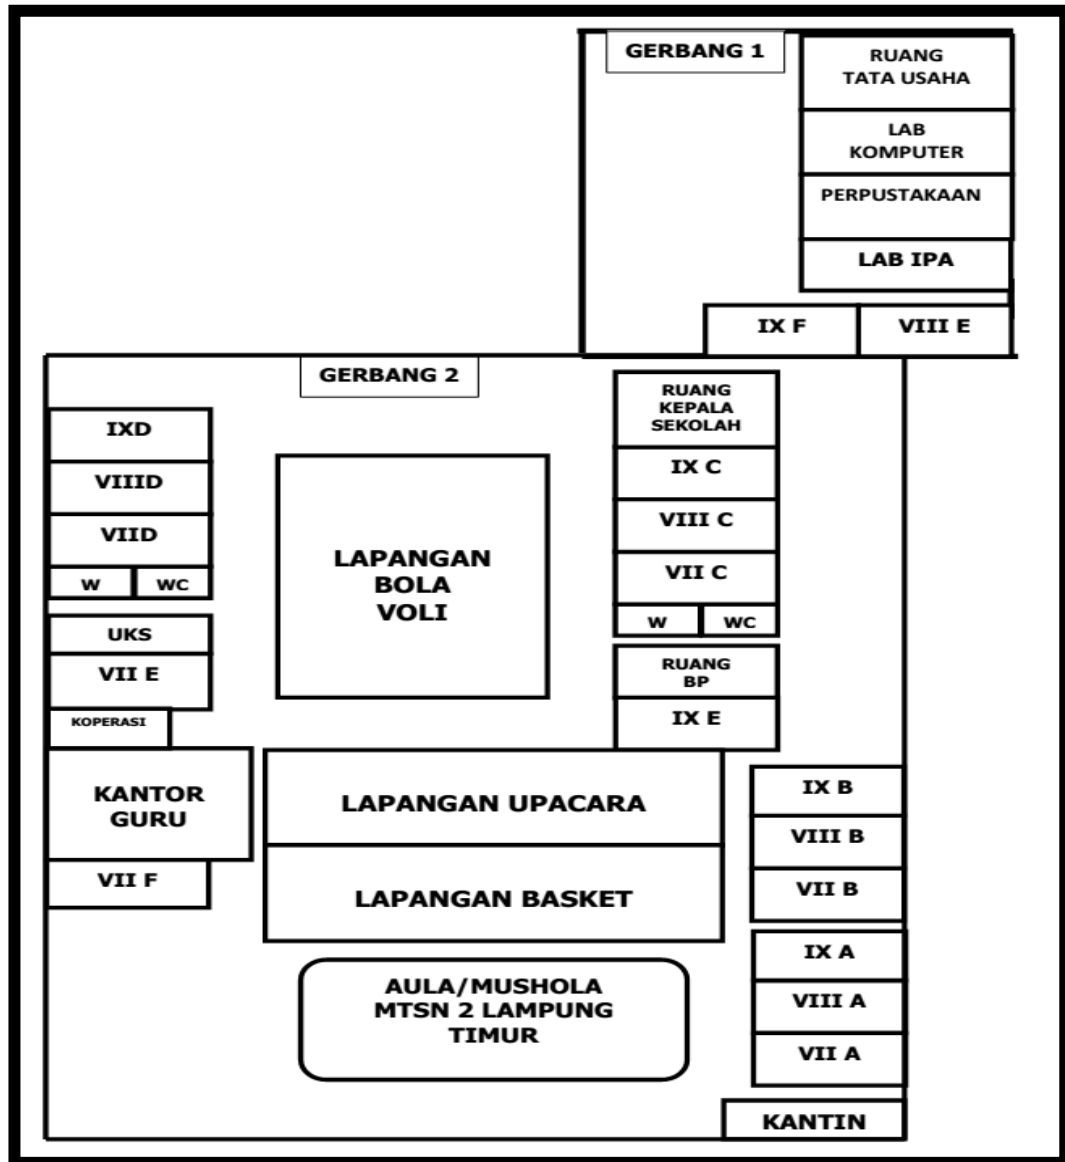 GERBANG 1
RUANG
TATA USAHA
LAB
KOMPUTER
PERPUSTAKAAN
LAB IPA
IX F
VIII E
GERBANG 2
IXD
VIIID
VIID
W
WC
UKS
VII E
KOPERASI
KANTOR
GURU
VII F
LAPANGAN
BOLA
VOLI
RUANG
KEPALA
SEKOLAH
IX C
VIII C
VII C
W
WC
RUANG
BP
IX E
LAPANGAN UPACARA
LAPANGAN BASKET
AULA/MUSHOLA
MTSN 2 LAMPUNG
TIMUR
IX B
VIII B
VII B
IX A
VIII A
VII A
KANTIN